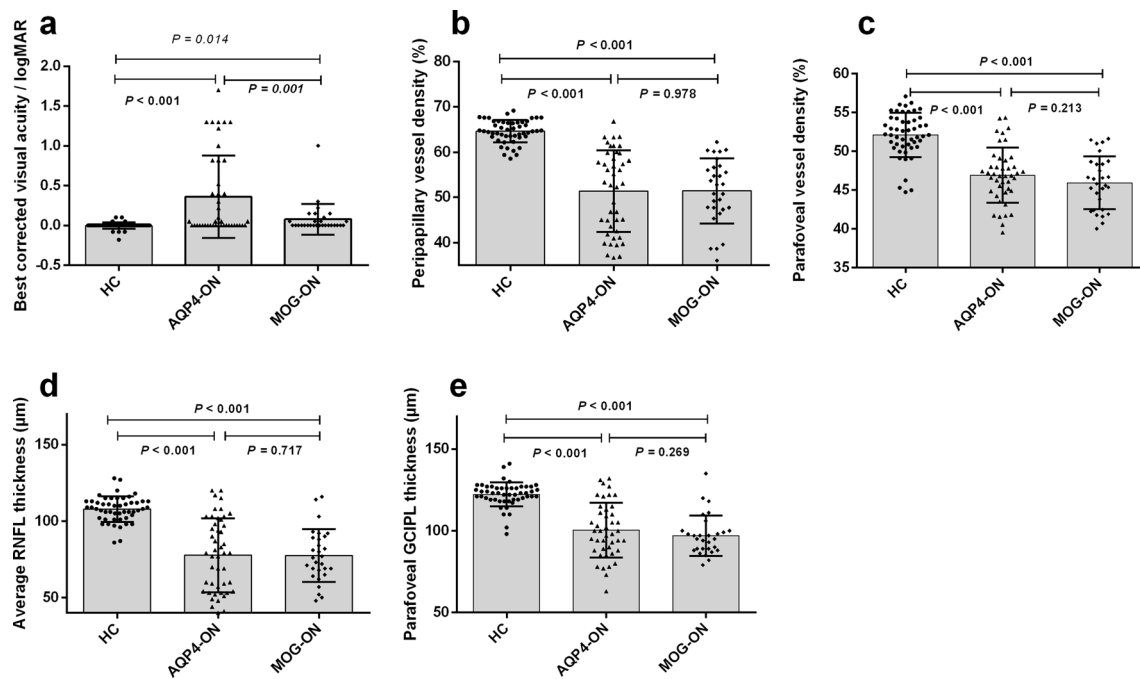 a
Best corrected visual acuity / logMAR
2.0
1.5
1.0
0.5
0.0
-0.5
P = 0.014
P < 0.001
P = 0.001
HC
AQP4-ON
MOG-ON
b
Peripapillary vessel density (%)
80
70
60
50
40
P < 0.001
P < 0.001
P = 0.978
HC
AQP4-ON
MOG-ON
c
Parafoveal vessel density (%)
60
55
50
45
40
35
P < 0.001
P < 0.001
P = 0.213
HC
AQP4-ON
MOG-ON
d
Average RNFL thickness (µm)
150
100
50
P < 0.001
P < 0.001
P = 0.717
HC
AQP4-ON
MOG-ON
e
Parafoveal GCIPL thickness (µm)
150
100
50
P < 0.001
P < 0.001
P = 0.269
HC
AQP4-ON
MOG-ON